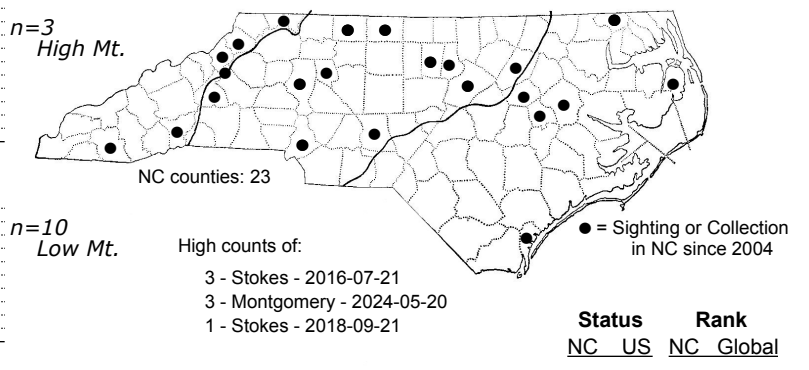 n=3
High Mt.
NC counties: 23
n=10
Low Mt.
High counts of:
3 - Stokes - 2016-07-21
3 - Montgomery - 2024-05-20
1 - Stokes - 2018-09-21
● = Sighting or Collection
in NC since 2004
Status Rank
NC US NC Global